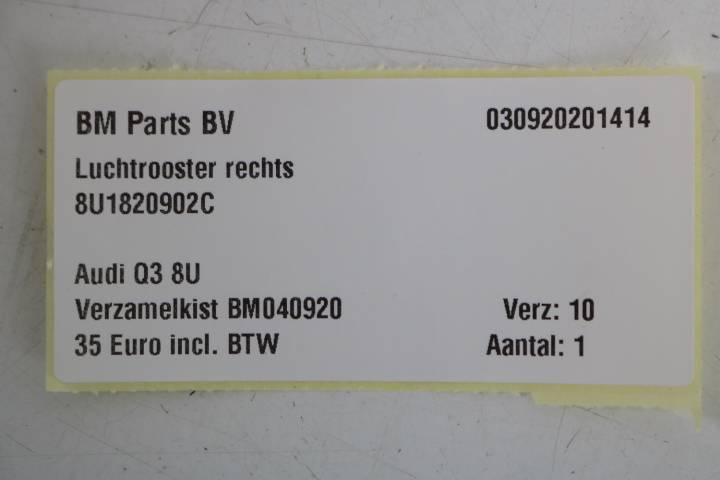 BM Parts BV 030920201414
Luchtrooster rechts
8U1820902C
Audi Q3 8U
Verzamelkist BM040920 Verz: 10
35 Euro incl. BTW Aantal: 1